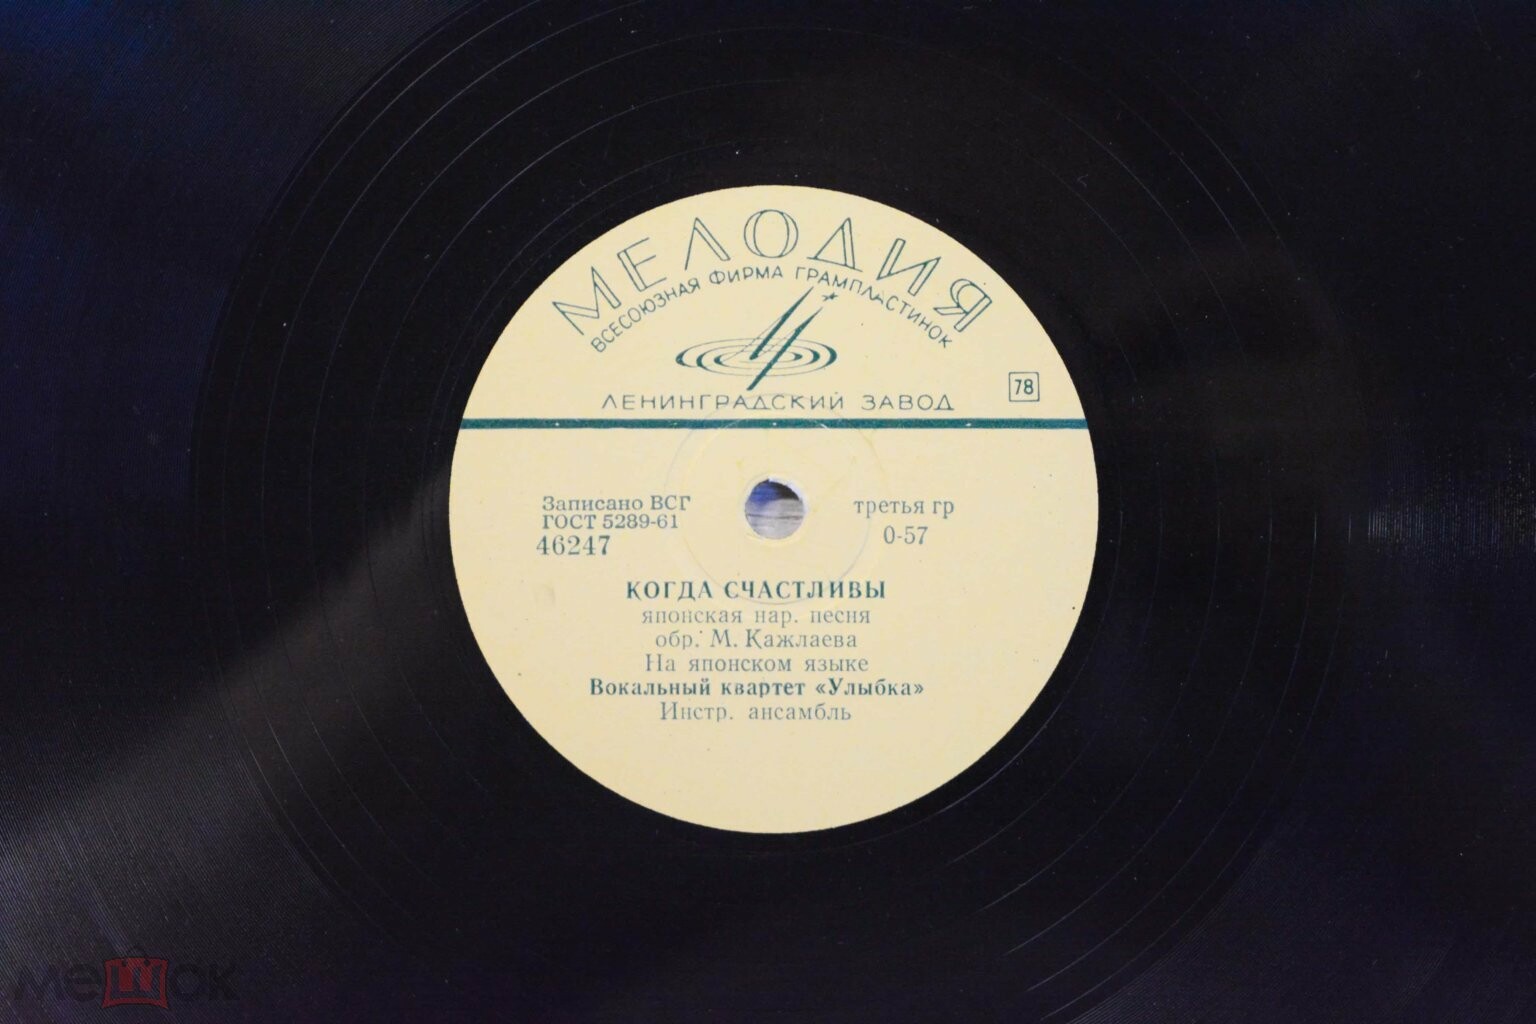 МЕЛОДИЯ
ВСЕСОЮЗНАЯ ФИРМА ГРАМПЛАСТИНОК
ЛЕНИНГРАДСКИЙ ЗАВОД
78
Записано ВСГ
ГОСТ 5289-61
46247
третья гр
0-57
КОГДА СЧАСТЛИВЫ
японская нар. песня
обр. М. Кажлаева
На японском языке
Вокальный квартет «Улыбка»
Инстр. ансамбль
мешок